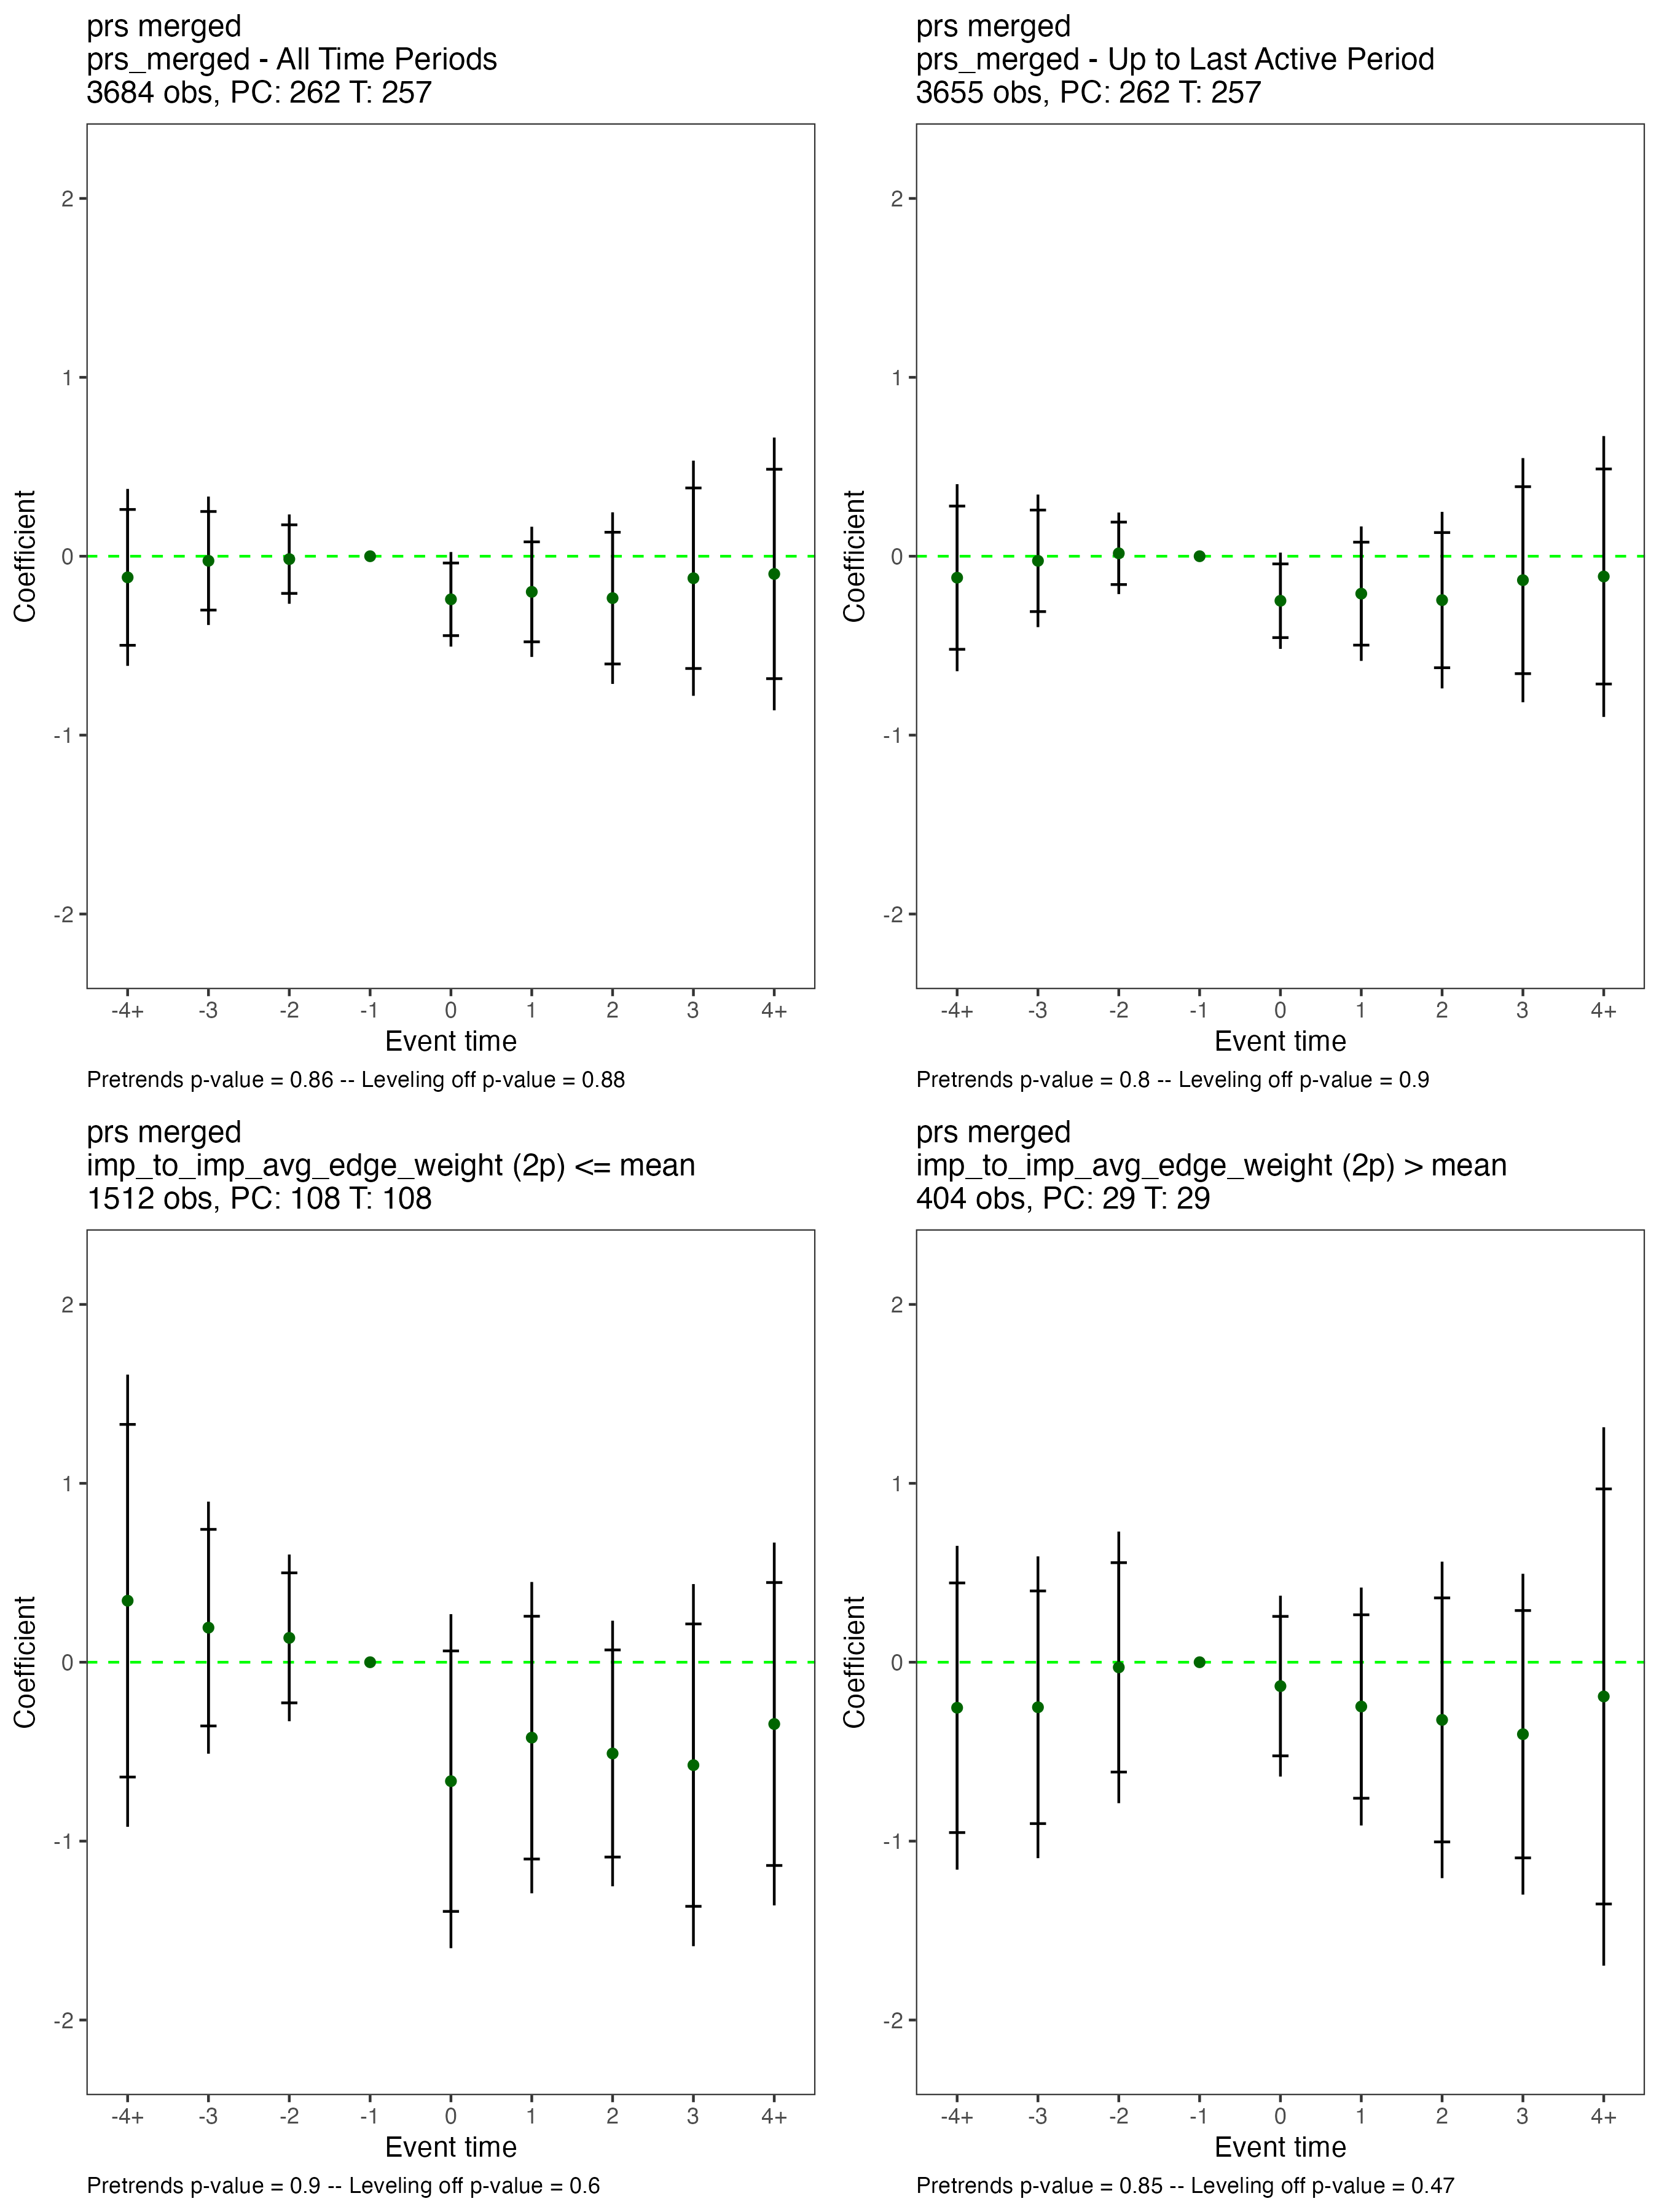 prs merged
prs_merged - All Time Periods
3684 obs, PC: 262 T: 257
2
1
0
-1
-2
Coefficient
-4+ -3 -2 -1 0 1 2 3 4+
Event time
Pretrends p-value = 0.86 -- Leveling off p-value = 0.88
prs merged
prs_merged - Up to Last Active Period
3655 obs, PC: 262 T: 257
2
1
0
-1
-2
Coefficient
-4+ -3 -2 -1 0 1 2 3 4+
Event time
Pretrends p-value = 0.8 -- Leveling off p-value = 0.9
prs merged
imp_to_imp_avg_edge_weight (2p) <= mean
1512 obs, PC: 108 T: 108
2
1
0
-1
-2
Coefficient
-4+ -3 -2 -1 0 1 2 3 4+
Event time
Pretrends p-value = 0.9 -- Leveling off p-value = 0.6
prs merged
imp_to_imp_avg_edge_weight (2p) > mean
404 obs, PC: 29 T: 29
2
1
0
-1
-2
Coefficient
-4+ -3 -2 -1 0 1 2 3 4+
Event time
Pretrends p-value = 0.85 -- Leveling off p-value = 0.47